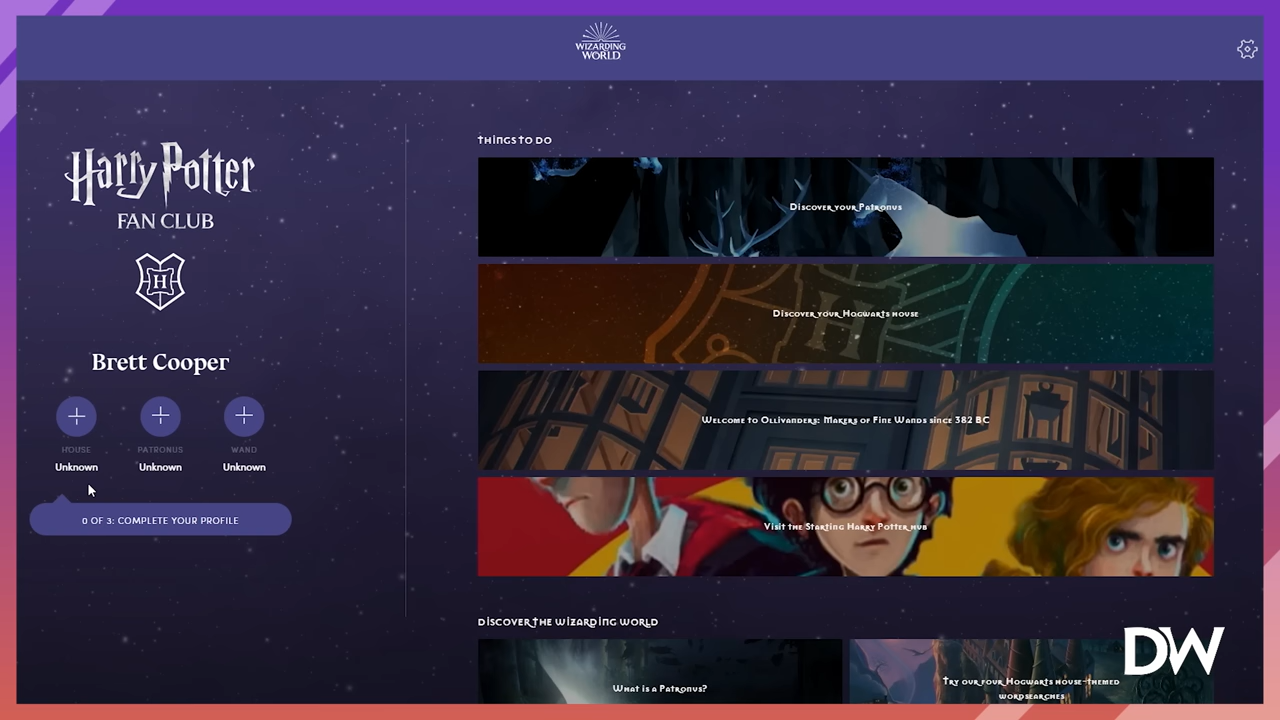 WIZARDING
WORLD
Harry Potter
FAN CLUB
H
Brett Cooper
HOUSE
Unknown
PATRONUS
Unknown
WAND
Unknown
0 OF 3: COMPLETE YOUR PROFILE
THINGS TO DO
Discover your Patronus
Discover your Hogwarts house
H
Welcome to Ollivanders: Makers of Fine Wands since 382 BC
Visit the Starting Harry Potter hub
DISCOVER THE WIZARDING WORLD
What is a Patronus?
Try our four Hogwarts house-themed
wordsearches
DW